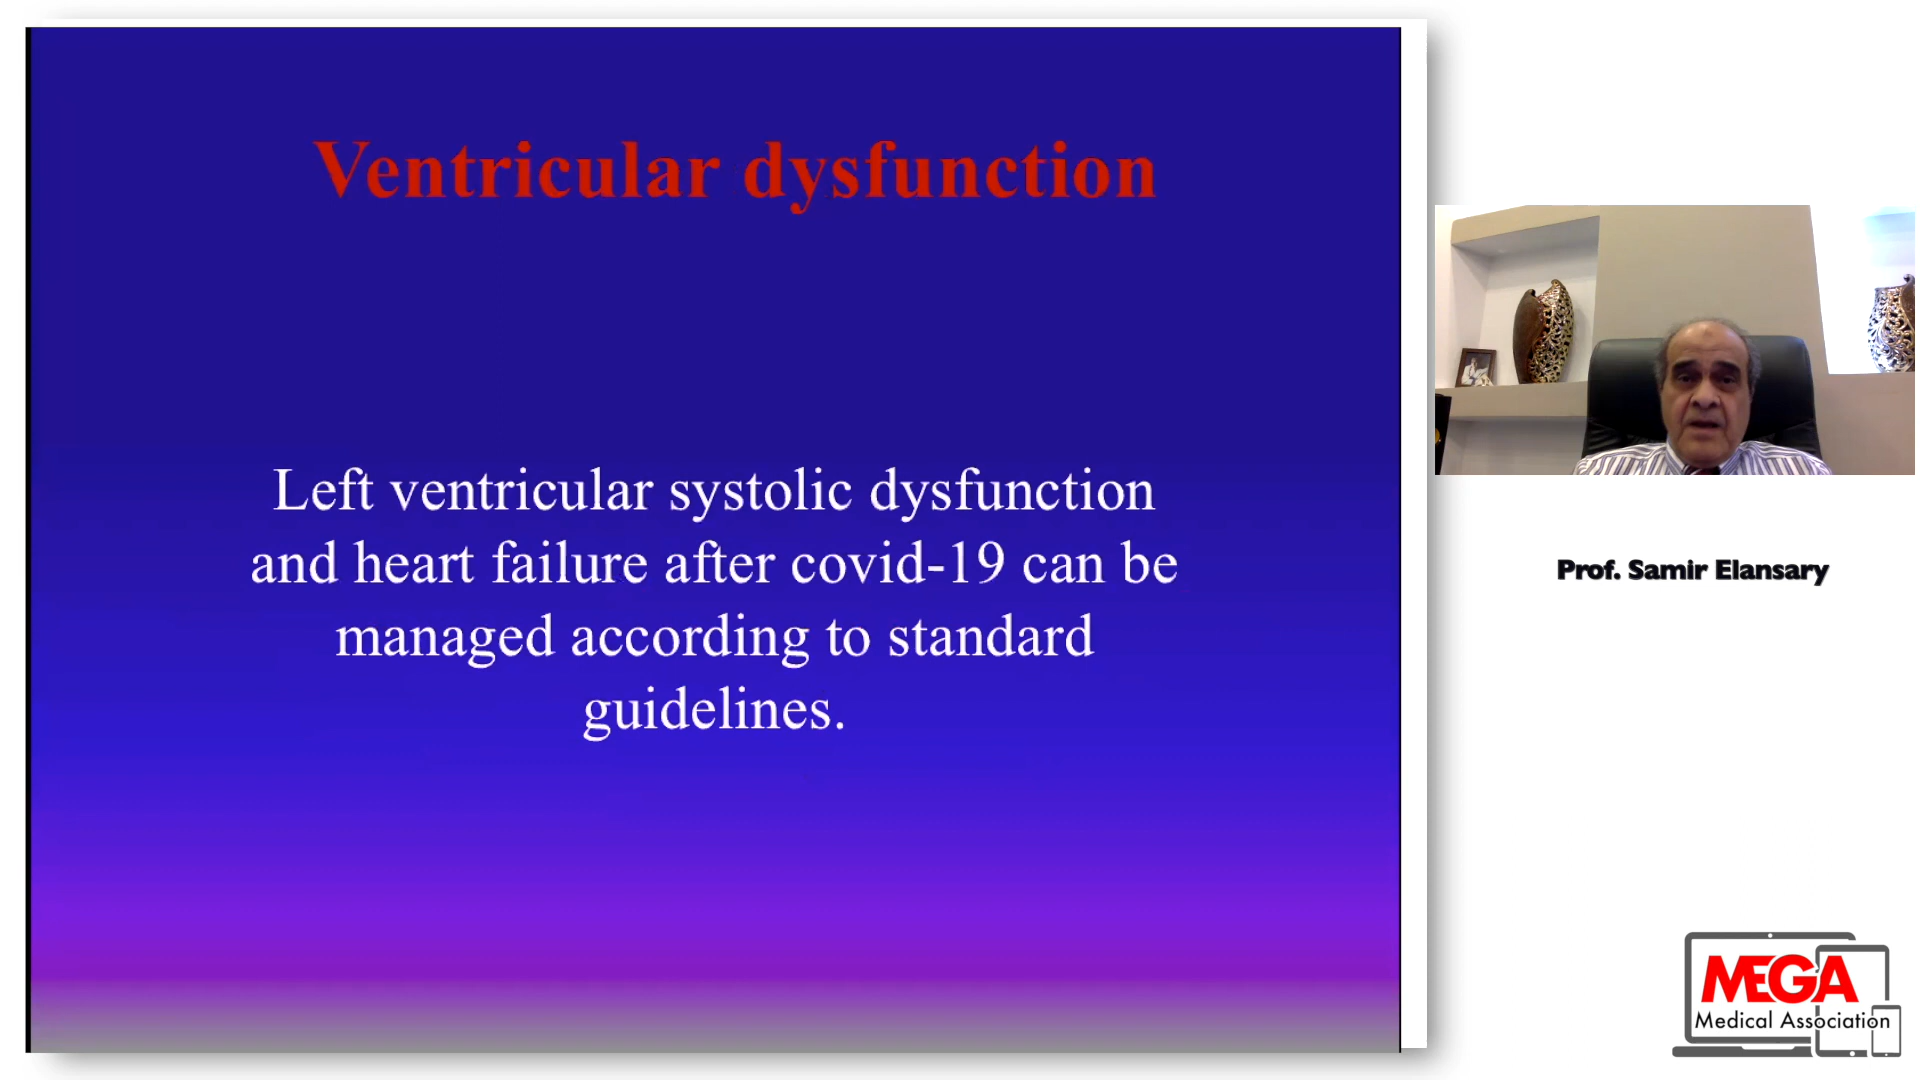 Ventricular dysfunction
Left ventricular systolic dysfunction
and heart failure after covid-19 can be
managed according to standard
guidelines.
Prof. Samir Elansary
MEGA
Medical Association